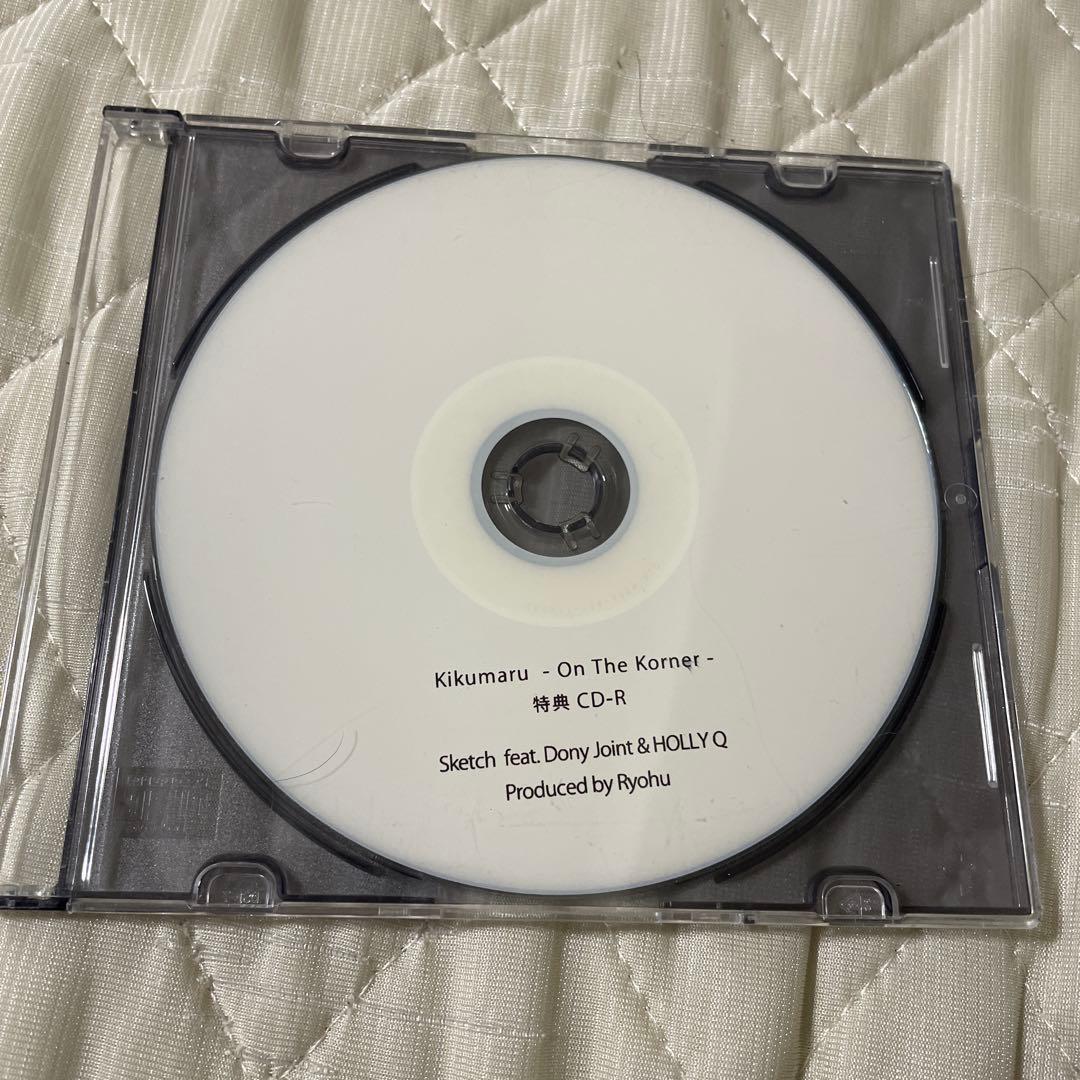 Kikumaru - On The Korner -
特典 CD-R
Sketch feat. Dony Joint & HOLLY Q
Produced by Ryohu